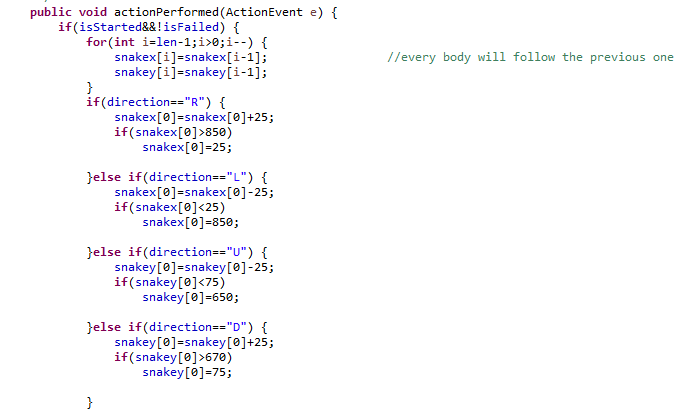 public void actionPerformed(ActionEvent e) {
if(isStarted&&!isFailed) {
for(int i=len-1;i>0;i--) {
snakex[i]=snakex[i-1]; //every body will follow the previous one
snakey[i]=snakey[i-1];
}
if(direction=="R") {
snakex[0]=snakex[0]+25;
if(snakex[0]>850)
snakex[0]=25;
}else if(direction=="L") {
snakex[0]=snakex[0]-25;
if(snakex[0]<25)
snakex[0]=850;
}else if(direction=="U") {
snakey[0]=snakey[0]-25;
if(snakey[0]<75)
snakey[0]=650;
}else if(direction=="D") {
snakey[0]=snakey[0]+25;
if(snakey[0]>670)
snakey[0]=75;
}